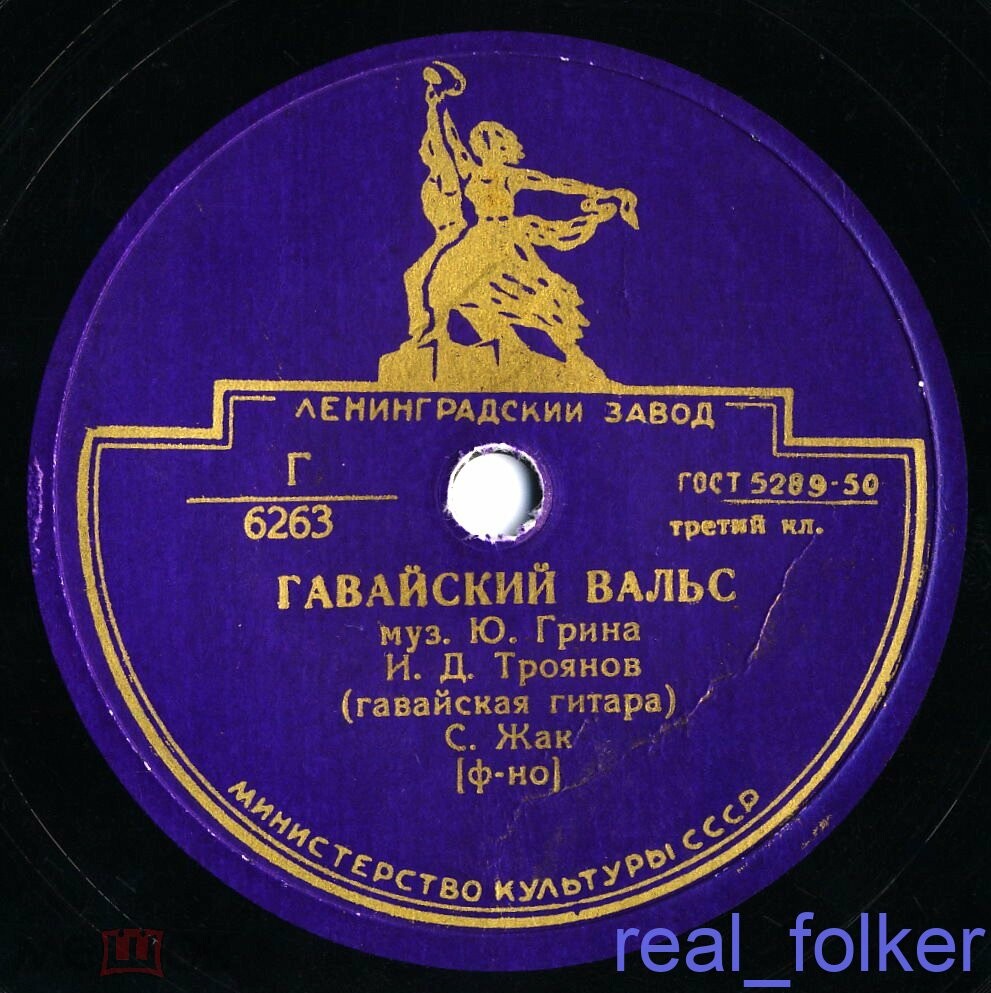 ЛЕНИНГРАДСКИЙ ЗАВОД
Г
6263
ГОСТ 5289-50
третий кл.
ГАВАЙСКИЙ ВАЛЬС
муз. Ю. Грина
И. Д. Троянов
(гавайская гитара)
С. Жак
(ф-но)
МИНИСТЕРСТВО КУЛЬТУРЫ СССР
real_folker